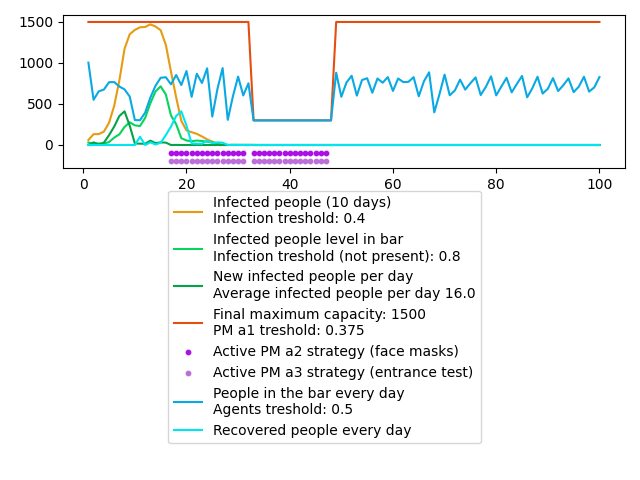 1500
1000
500
0
0 20 40 60 80 100
Infected people (10 days)
Infection treshold: 0.4
Infected people level in bar
Infection treshold (not present): 0.8
New infected people per day
Average infected people per day 16.0
Final maximum capacity: 1500
PM a1 treshold: 0.375
Active PM a2 strategy (face masks)
Active PM a3 strategy (entrance test)
People in the bar every day
Agents treshold: 0.5
Recovered people every day